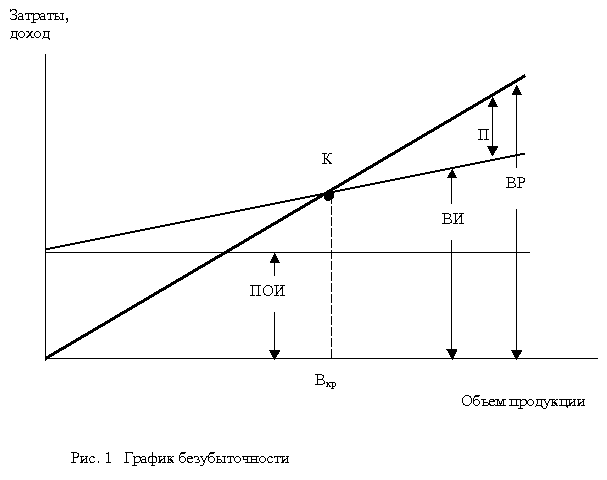 Затраты,
доход
К
П
ВР
ВИ
ПОИ
Вкр
Объем продукции
Рис. 1 График безубыточности